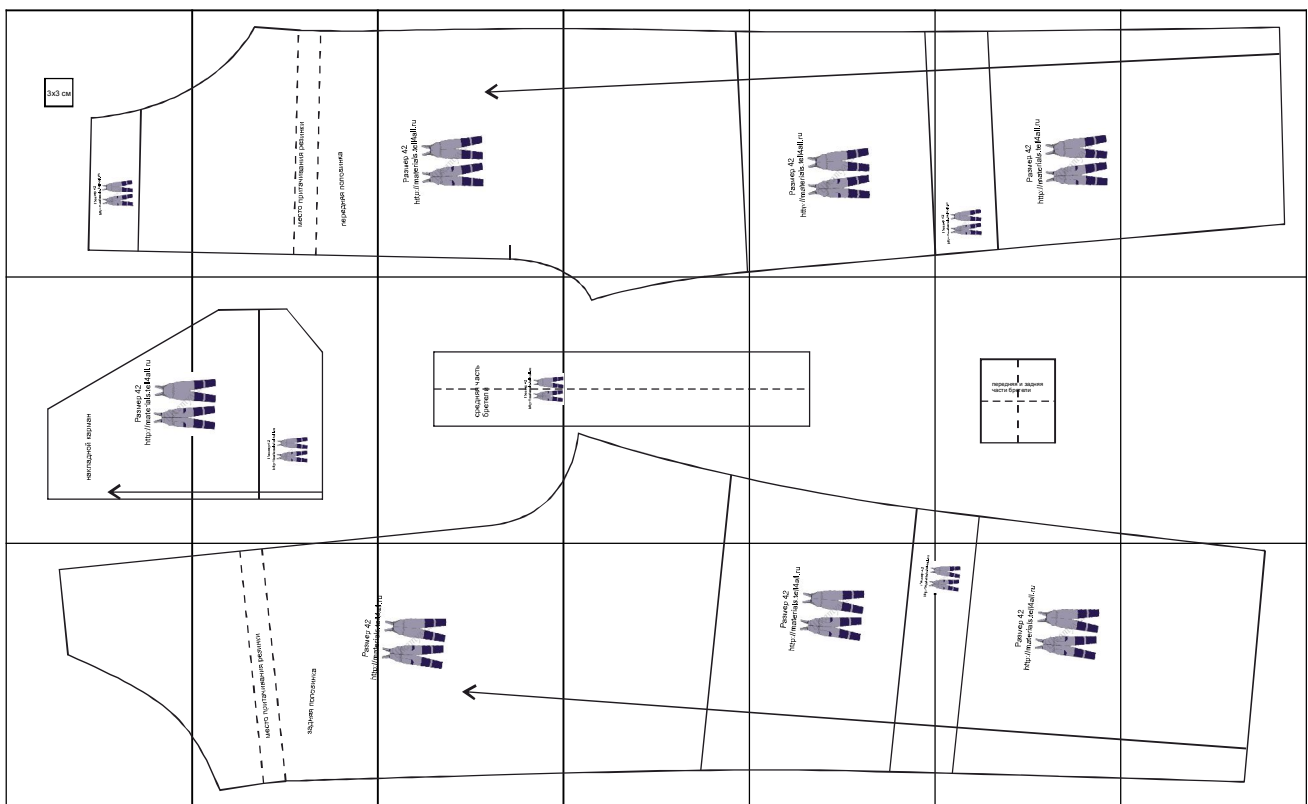 3х3 см
место притачивания резинки
передняя половинка
Размер 42
http://materials.tell4all.ru
Размер 42
http://materials.tell4all.ru
Размер 42
http://materials.tell4all.ru
накладной карман
Размер 42
http://materials.tell4all.ru
средняя часть
бретели
передняя и задняя
части бретели
место притачивания резинки
задняя половинка
Размер 42
http://materials.tell4all.ru
Размер 42
http://materials.tell4all.ru
Размер 42
http://materials.tell4all.ru